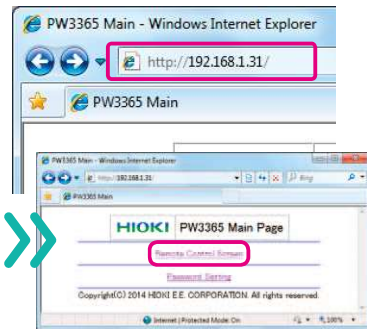 PW3365 Main - Windows Internet Explorer
http://192.168.1.31/
PW3365 Main
PW3365 Main - Windows Internet Explorer
http://192.168.1.31/
Bing
PW3365 Main
HIOKI PW3365 Main Page
Remote Control Screen
Password Setting
Copyright(C) 2014 HIOKI E.E. CORPORATION. All rights reserved.
Internet | Protected Mode: On
100%